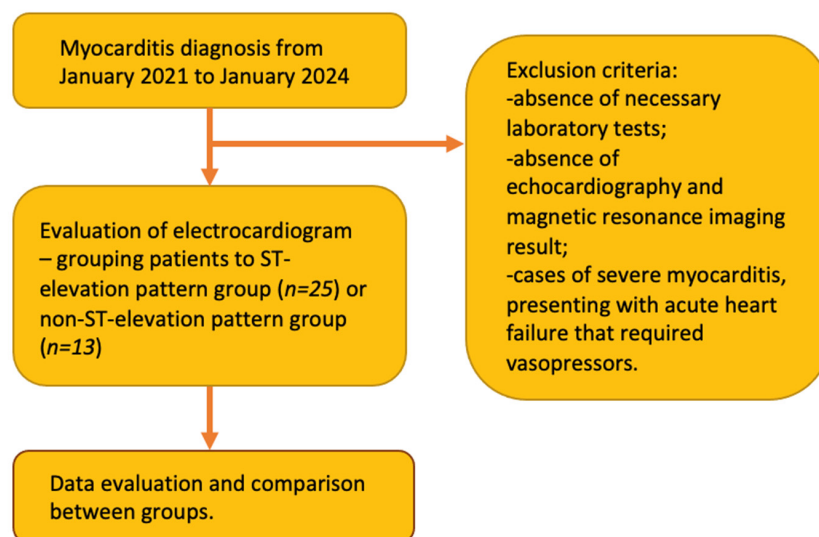 Myocarditis diagnosis from
January 2021 to January 2024
Exclusion criteria:
-absence of necessary
laboratory tests;
-absence of
echocardiography and
magnetic resonance imaging
result;
-cases of severe myocarditis,
presenting with acute heart
failure that required
vasopressors.
Evaluation of electrocardiogram
– grouping patients to ST-
elevation pattern group (n=25) or
non-ST-elevation pattern group
(n=13)
Data evaluation and comparison
between groups.